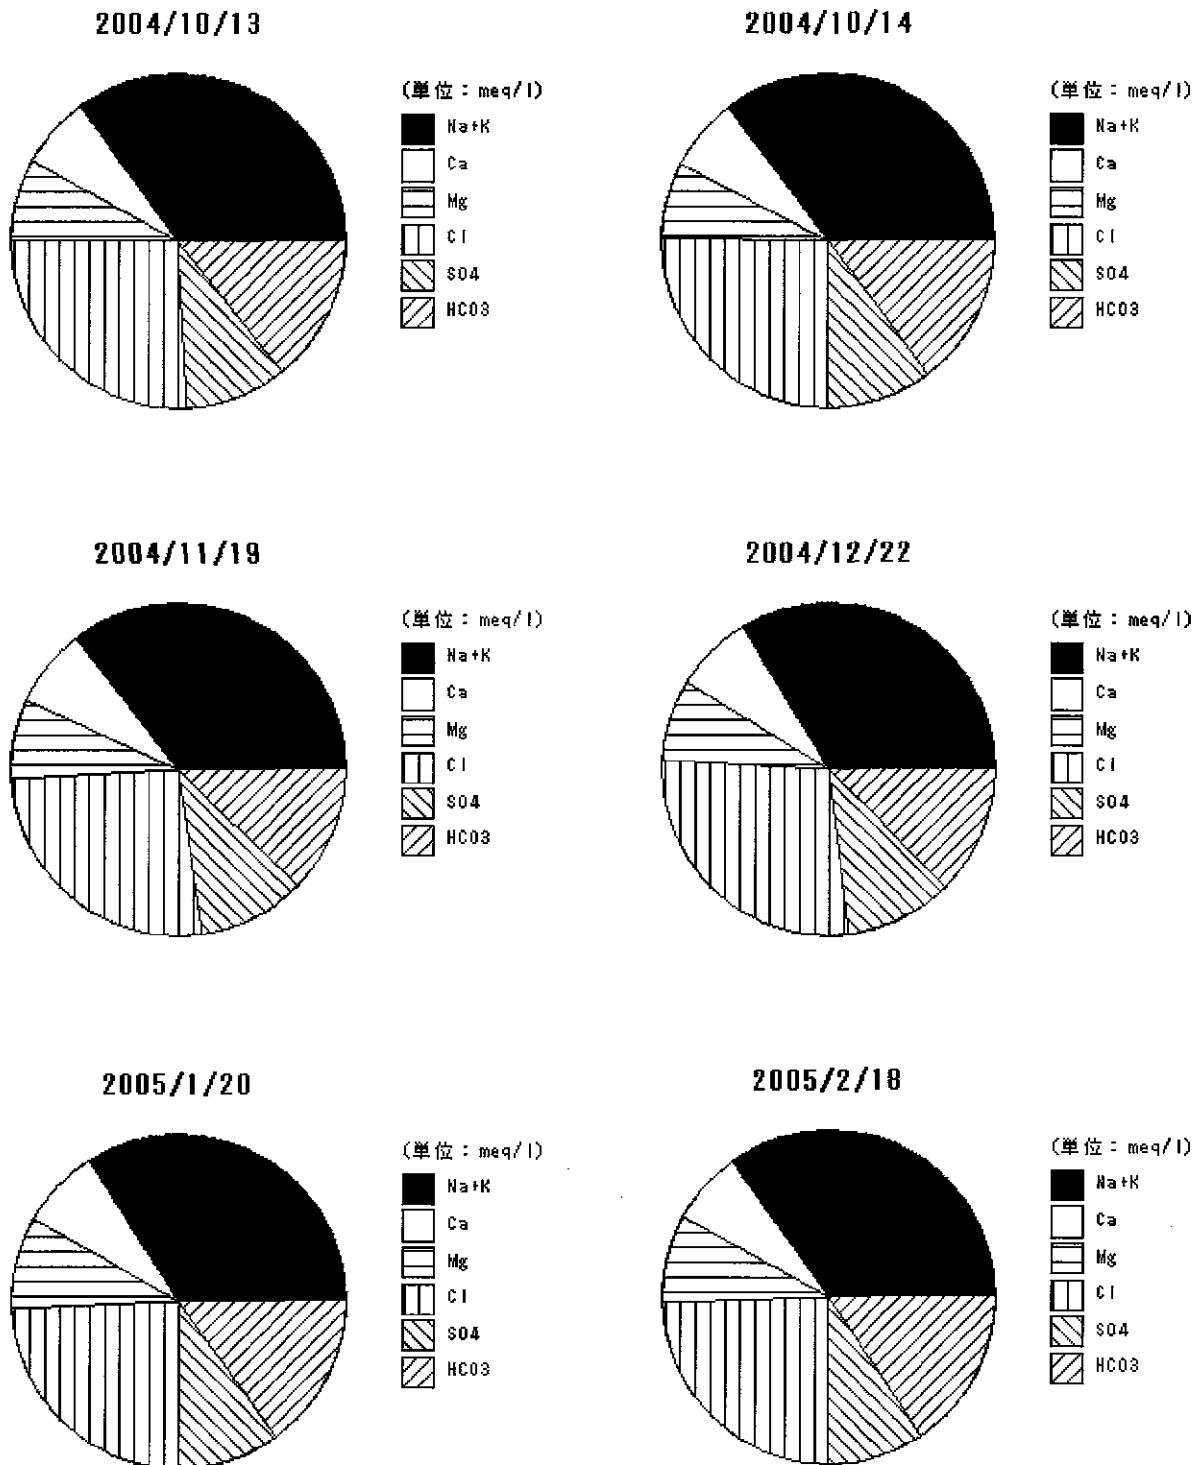 2004/10/13
(単位：meq/l)
Na+K
Ca
Mg
Cl
SO4
HCO3
2004/10/14
(単位：meq/l)
Na+K
Ca
Mg
Cl
SO4
HCO3
2004/11/19
(単位：meq/l)
Na+K
Ca
Mg
Cl
SO4
HCO3
2004/12/22
(単位：meq/l)
Na+K
Ca
Mg
Cl
SO4
HCO3
2005/1/20
(単位：meq/l)
Na+K
Ca
Mg
Cl
SO4
HCO3
2005/2/18
(単位：meq/l)
Na+K
Ca
Mg
Cl
SO4
HCO3